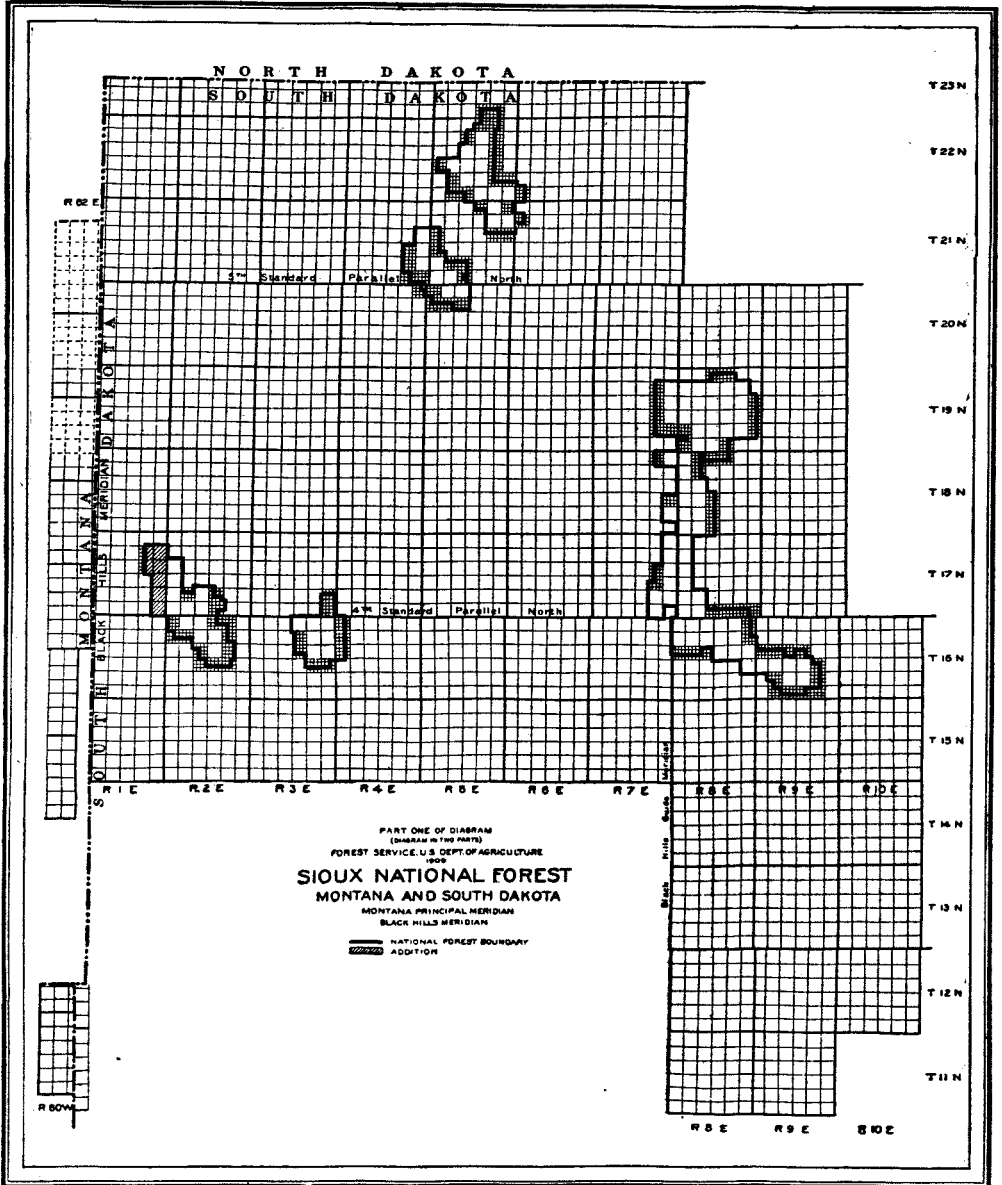 NORTH DAKOTA
SOUTH DAKOTA
T 23 N
T 22 N
R 62 E
T 21 N
5TH Standard Parallel North
T 20 N
T 19 N
T 18 N
T 17 N
4TH Standard Parallel North
T 16 N
T 15 N
MONTANA
SOUTH DAKOTA
BLACK HILLS MERIDIAN
R 1 E R 2 E R 3 E R 4 E R 5 E R 6 E R 7 E R 8 E R 9 E R 10 E
Black Hills Guide Meridian
T 14 N
T 13 N
T 12 N
T 11 N
PART ONE OF DIAGRAM
(DIAGRAM IN TWO PARTS)
FOREST SERVICE, U.S. DEPT. OF AGRICULTURE
1909
SIOUX NATIONAL FOREST
MONTANA AND SOUTH DAKOTA
MONTANA PRINCIPAL MERIDIAN
BLACK HILLS MERIDIAN
NATIONAL FOREST BOUNDARY
ADDITION
R 60W
R 8 E R 9 E R 10 E